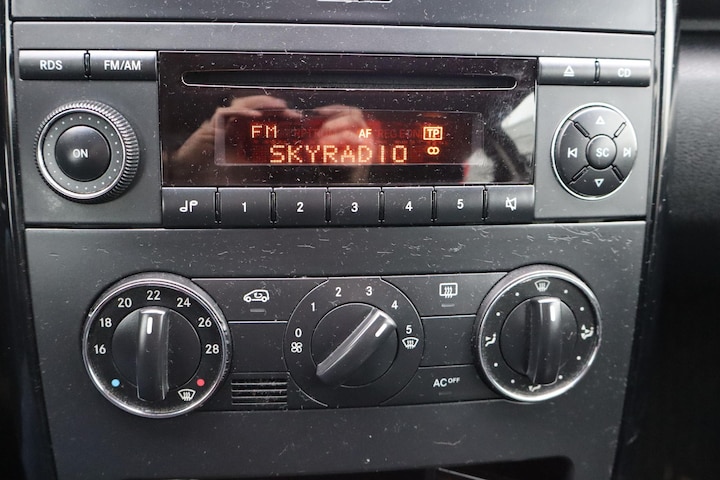 RDS FM/AM CD
FM AF TP
SKYRADIO
ON SC
1 2 3 4 5
16 18 20 22 24 26 28
0 1 2 3 4 5
AC OFF